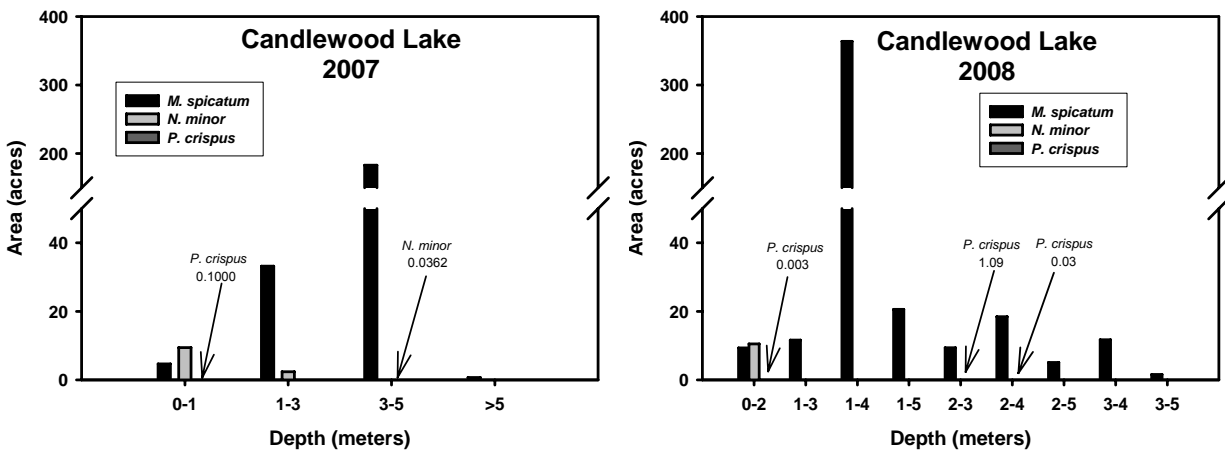 Candlewood Lake
2007
M. spicatum
N. minor
P. crispus
Area (acres)
400
300
200
40
20
0
P. crispus
0.1000
N. minor
0.0362
0-1
1-3
3-5
>5
Depth (meters)
Candlewood Lake
2008
M. spicatum
N. minor
P. crispus
Area (acres)
400
300
200
40
20
0
P. crispus
0.003
P. crispus
1.09
P. crispus
0.03
0-2
1-3
1-4
1-5
2-3
2-4
2-5
3-4
3-5
Depth (meters)